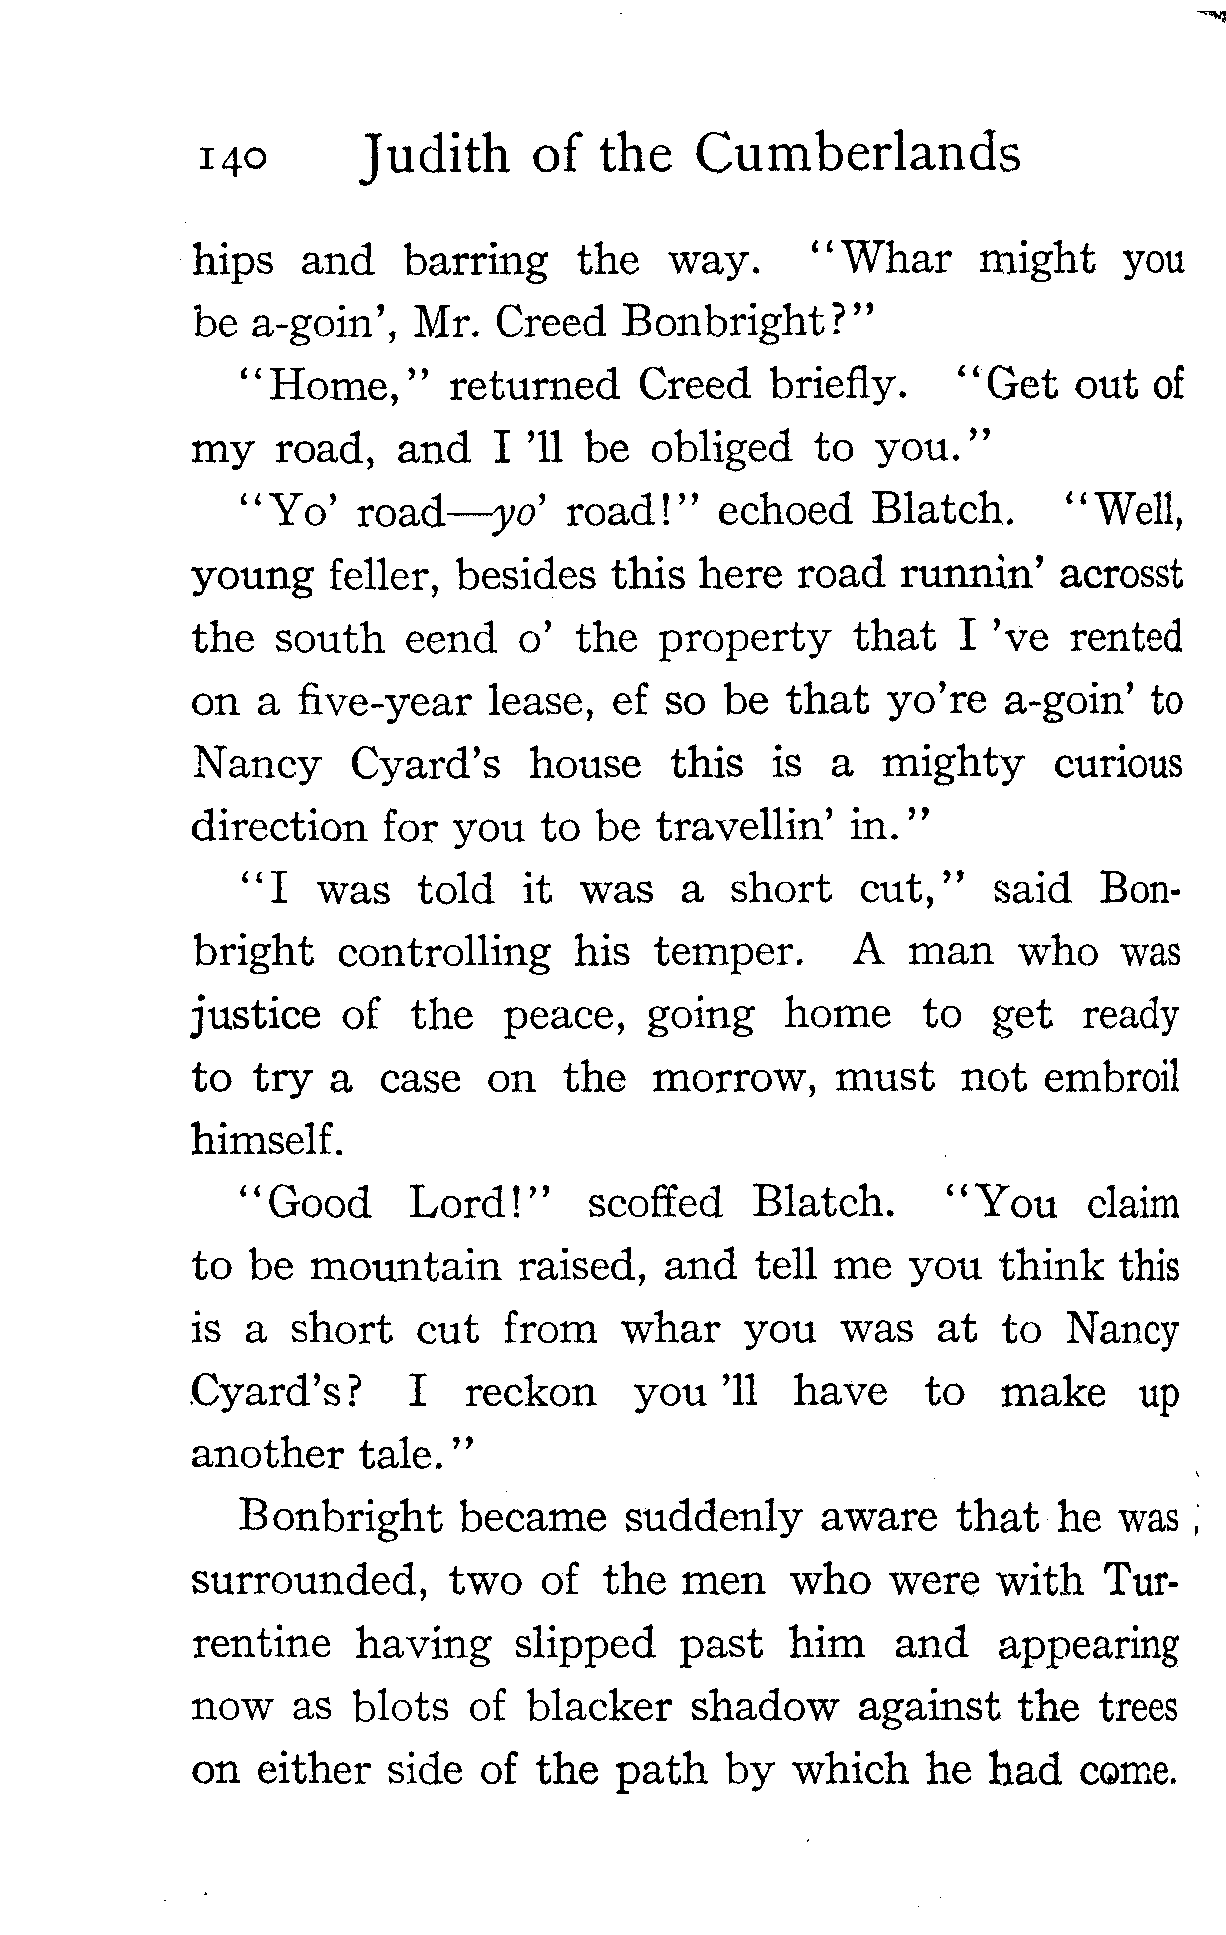 140 Judith of the Cumberlands
hips and barring the way. "Whar might you
be a-goin', Mr. Creed Bonbright?"
"Home," returned Creed briefly. "Get out of
my road, and I 'll be obliged to you."
"Yo' road—yo' road!" echoed Blatch. "Well,
young feller, besides this here road runnin' acrosst
the south eend o' the property that I 've rented
on a five-year lease, ef so be that yo're a-goin' to
Nancy Cyard's house this is a mighty curious
direction for you to be travellin' in."
"I was told it was a short cut," said Bon-
bright controlling his temper. A man who was
justice of the peace, going home to get ready
to try a case on the morrow, must not embroil
himself.
"Good Lord!" scoffed Blatch. "You claim
to be mountain raised, and tell me you think this
is a short cut from whar you was at to Nancy
Cyard's? I reckon you 'll have to make up
another tale."
Bonbright became suddenly aware that he was
surrounded, two of the men who were with Tur-
rentine having slipped past him and appearing
now as blots of blacker shadow against the trees
on either side of the path by which he had come.